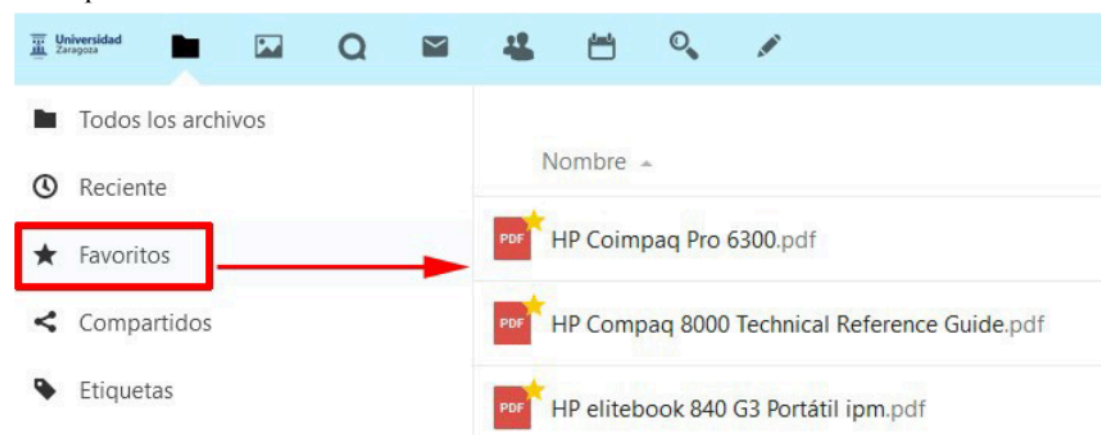 Universidad
Zaragoza
Todos los archivos
Reciente
Favoritos
Compartidos
Etiquetas
Nombre
PDF HP Coimpaq Pro 6300.pdf
PDF HP Compaq 8000 Technical Reference Guide.pdf
PDF HP elitebook 840 G3 Portátil ipm.pdf